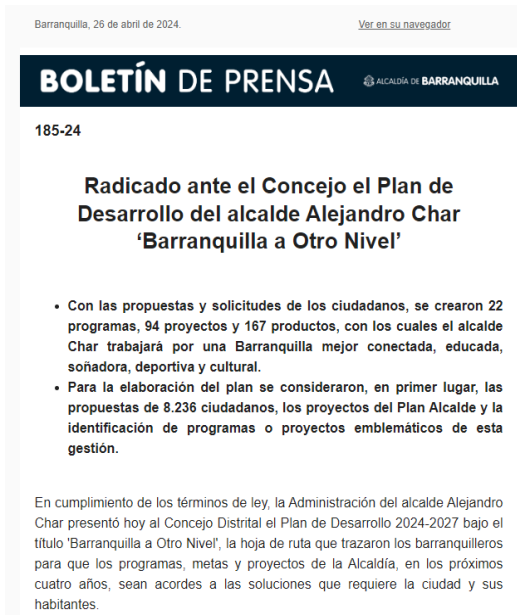 Barranquilla, 26 de abril de 2024.
Ver en su navegador
BOLETÍN DE PRENSA
ALCALDÍA DE BARRANQUILLA
185-24
Radicado ante el Concejo el Plan de
Desarrollo del alcalde Alejandro Char
‘Barranquilla a Otro Nivel’
• Con las propuestas y solicitudes de los ciudadanos, se crearon 22
programas, 94 proyectos y 167 productos, con los cuales el alcalde
Char trabajará por una Barranquilla mejor conectada, educada,
soñadora, deportiva y cultural.
• Para la elaboración del plan se consideraron, en primer lugar, las
propuestas de 8.236 ciudadanos, los proyectos del Plan Alcalde y la
identificación de programas o proyectos emblemáticos de esta
gestión.
En cumplimiento de los términos de ley, la Administración del alcalde Alejandro
Char presentó hoy al Concejo Distrital el Plan de Desarrollo 2024-2027 bajo el
título 'Barranquilla a Otro Nivel', la hoja de ruta que trazaron los barranquilleros
para que los programas, metas y proyectos de la Alcaldía, en los próximos
cuatro años, sean acordes a las soluciones que requiere la ciudad y sus
habitantes.